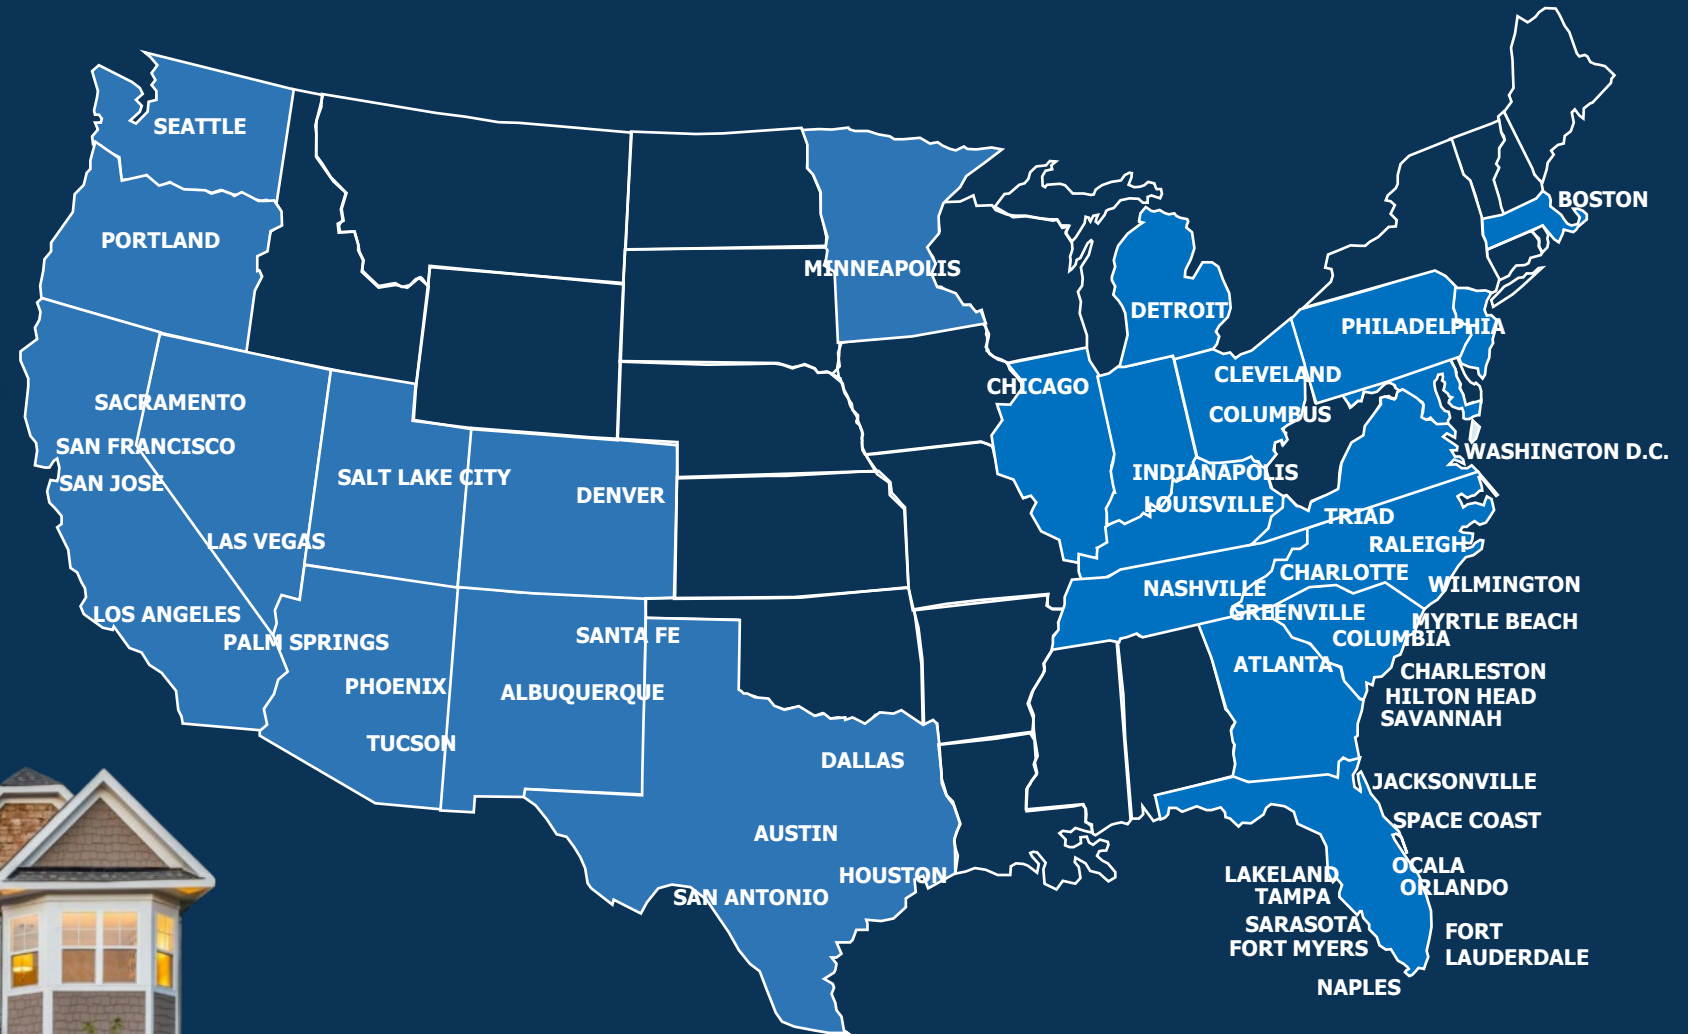 SEATTLE
BOSTON
PORTLAND
MINNEAPOLIS
DETROIT
PHILADELPHIA
CLEVELAND
CHICAGO
SACRAMENTO
COLUMBUS
SAN FRANCISCO
WASHINGTON D.C.
INDIANAPOLIS
SALT LAKE CITY
SAN JOSE
DENVER
LOUISVILLE
TRIAD
LAS VEGAS
RALEIGH
CHARLOTTE
WILMINGTON
NASHVILLE
GREENVILLE
LOS ANGELES
MYRTLE BEACH
SANTA FE
COLUMBIA
PALM SPRINGS
ATLANTA
CHARLESTON
PHOENIX
ALBUQUERQUE
HILTON HEAD
SAVANNAH
TUCSON
DALLAS
JACKSONVILLE
SPACE COAST
AUSTIN
OCALA
LAKELAND
HOUSTON
ORLANDO
TAMPA
SAN ANTONIO
SARASOTA
FORT
LAUDERDALE
FORT MYERS
NAPLES